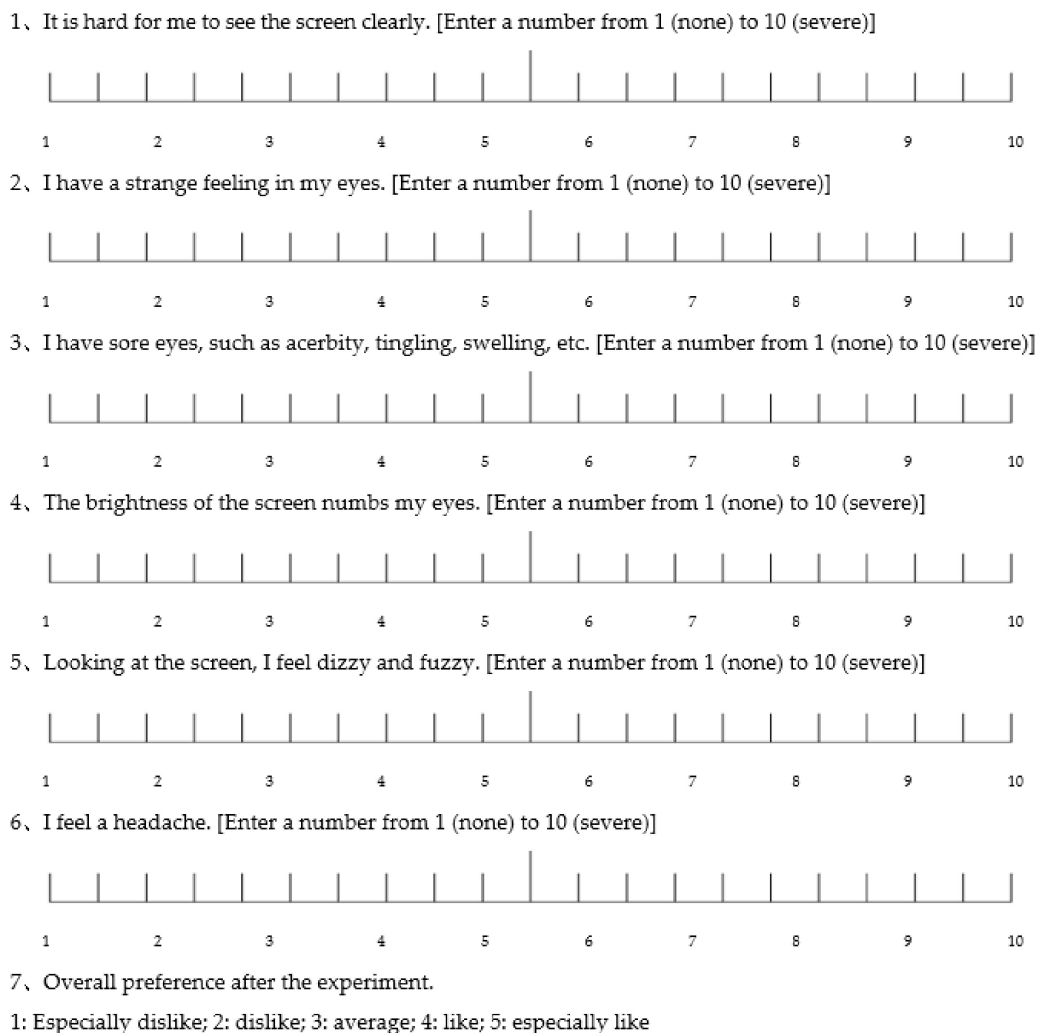 1、It is hard for me to see the screen clearly. [Enter a number from 1 (none) to 10 (severe)]
1 2 3 4 5 6 7 8 9 10
2、I have a strange feeling in my eyes. [Enter a number from 1 (none) to 10 (severe)]
1 2 3 4 5 6 7 8 9 10
3、I have sore eyes, such as acerbity, tingling, swelling, etc. [Enter a number from 1 (none) to 10 (severe)]
1 2 3 4 5 6 7 8 9 10
4、The brightness of the screen numbs my eyes. [Enter a number from 1 (none) to 10 (severe)]
1 2 3 4 5 6 7 8 9 10
5、Looking at the screen, I feel dizzy and fuzzy. [Enter a number from 1 (none) to 10 (severe)]
1 2 3 4 5 6 7 8 9 10
6、I feel a headache. [Enter a number from 1 (none) to 10 (severe)]
1 2 3 4 5 6 7 8 9 10
7、Overall preference after the experiment.
1: Especially dislike; 2: dislike; 3: average; 4: like; 5: especially like